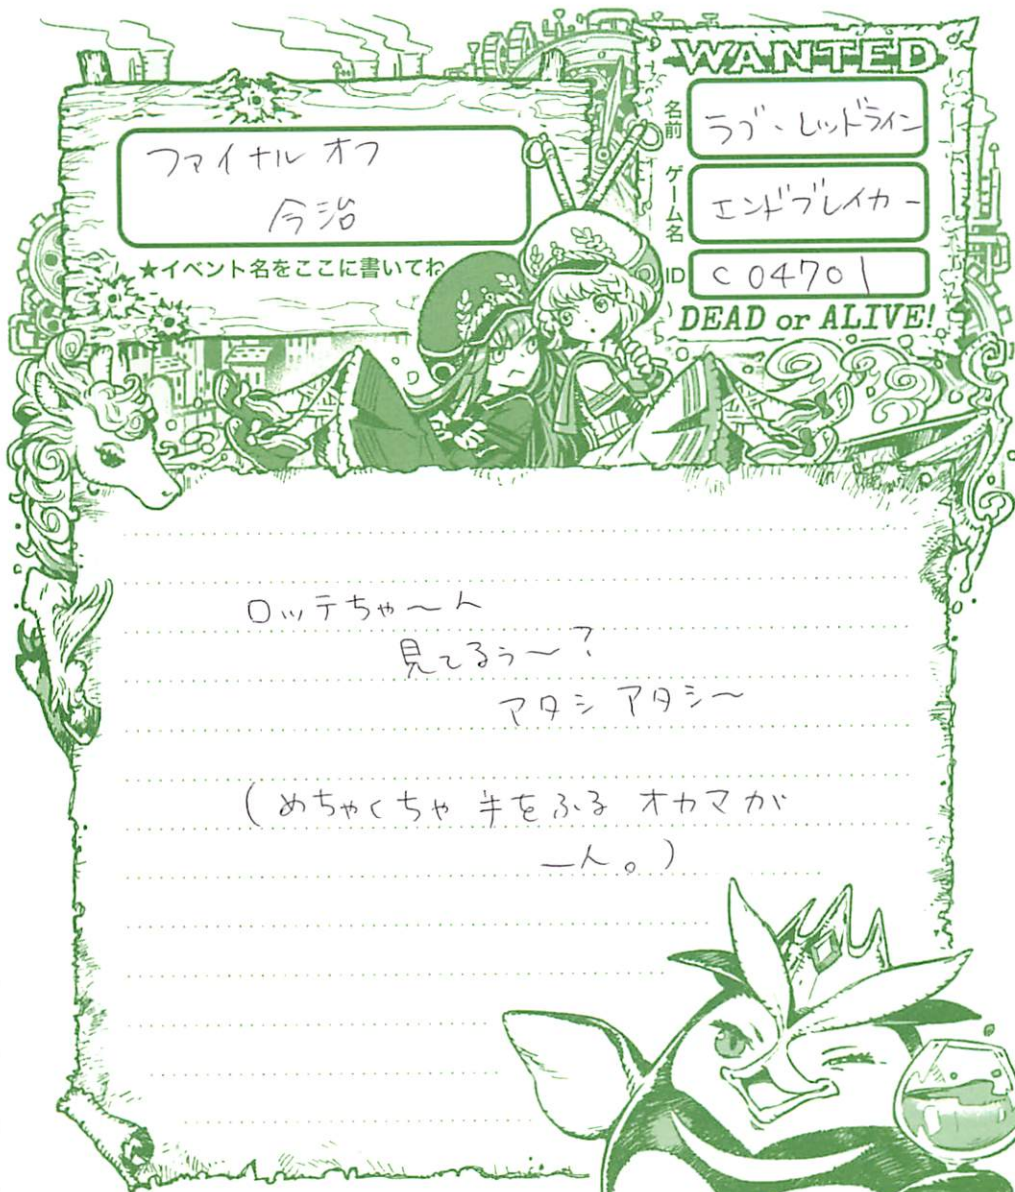 WANTED
名前
ラブ・レッドライン
ゲーム名
エンドブレイカー
ID
C04701
DEAD or ALIVE!
ファイナル オフ
今治
★イベント名をここに書いてね
ロッテちゃ〜ん
見てるぅ〜?
アタシ アタシ〜
(めちゃくちゃ手をふる オカマが
一人。)